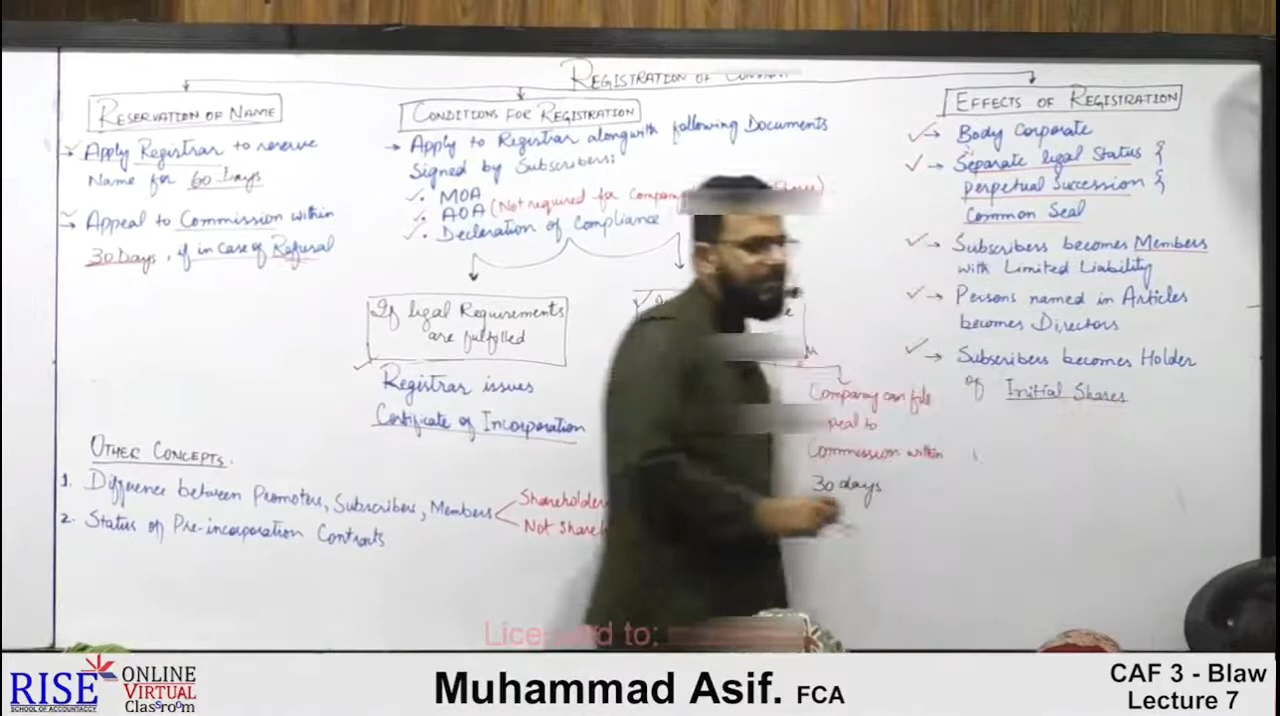 REGISTRATION OF
RESERVATION OF NAME
→ Apply Registrar to reserve
Name for 60 Days
→ Appeal to Commission within
30 Days, if in case of Refusal
CONDITIONS FOR REGISTRATION
→ Apply to Registrar alongwith following Documents
signed by Subscribers:
✓. MOA
✓. AOA (Not required for Company
✓. Declaration of Compliance
If legal Requirements
are fulfilled
Registrar issues
Certificate of Incorporation
Company can file
to
Commission within
30 days
EFFECTS OF REGISTRATION
✓→ Body Corporate
✓→ Separate legal Status &
perpetual Succession &
Common Seal
✓→ Subscribers becomes Members
with Limited Liability
✓→ Persons named in Articles
becomes Directors
✓→ Subscribers becomes Holder
of Initial Shares
OTHER CONCEPTS.
1. Difference between Promoters, Subscribers, Members
Shareholder
Not
2. Status of Pre-incorporation Contracts
to:
RISE
SCHOOL OF ACCOUNTANCY
ONLINE
VIRTUAL
Classroom
Muhammad Asif. FCA
CAF 3 - Blaw
Lecture 7